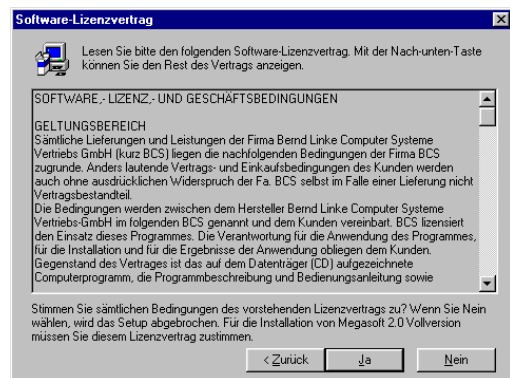 Software-Lizenzvertrag
Lesen Sie bitte den folgenden Software-Lizenzvertrag. Mit der Nach-unten-Taste
können Sie den Rest des Vertrags anzeigen.
SOFTWARE,- LIZENZ,- UND GESCHÄFTSBEDINGUNGEN
GELTUNGSBEREICH
Sämtliche Lieferungen und Leistungen der Firma Bernd Linke Computer Systeme
Vertriebs GmbH (kurz BCS) liegen die nachfolgenden Bedingungen der Firma BCS
zugrunde. Anders lautende Vertrags- und Einkaufsbedingungen des Kunden werden
auch ohne ausdrücklichen Widerspruch der Fa. BCS selbst im Falle einer Lieferung nicht
Vertragsbestandteil.
Die Bedingungen werden zwischen dem Hersteller Bernd Linke Computer Systeme
Vertriebs-GmbH im folgenden BCS genannt und dem Kunden vereinbart. BCS lizensiert
den Einsatz dieses Programmes. Die Verantwortung für die Anwendung des Programmes,
für die Installation und für die Ergebnisse der Anwendung obliegen dem Kunden.
Gegenstand des Vertrages ist das auf dem Datenträger (CD) aufgezeichnete
Computerprogramm, die Programmbeschreibung und Bedienungsanleitung sowie
Stimmen Sie sämtlichen Bedingungen des vorstehenden Lizenzvertrags zu? Wenn Sie Nein
wählen, wird das Setup abgebrochen. Für die Installation von Megasoft 2.0 Vollversion
müssen Sie diesem Lizenzvertrag zustimmen.
< Zurück Ja Nein